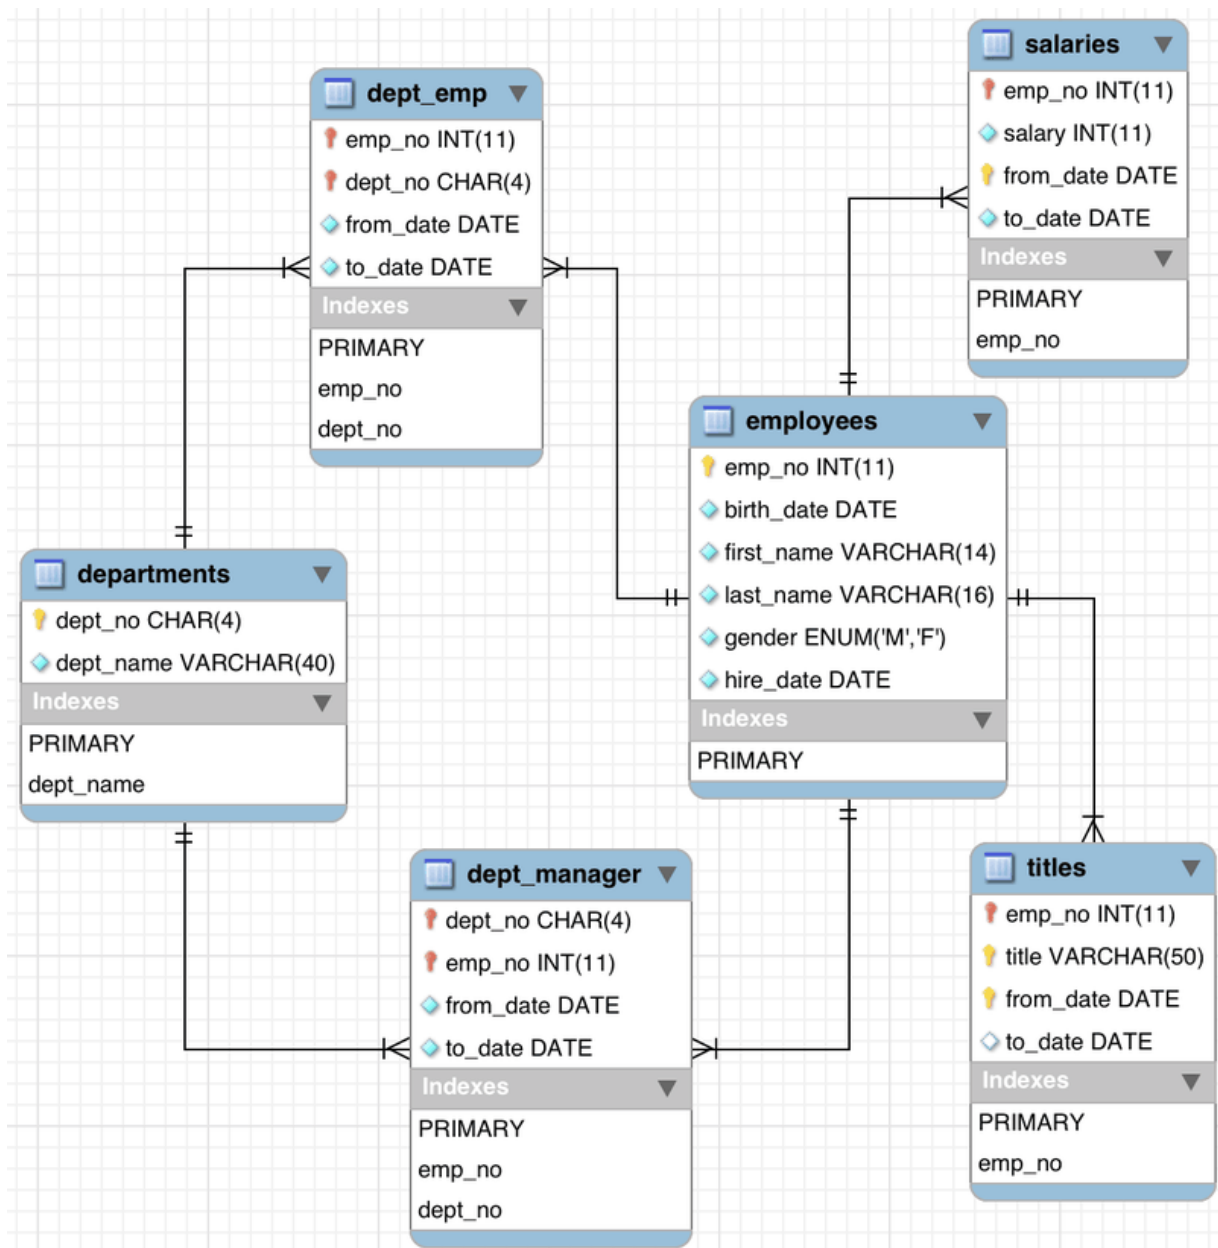 salaries
emp_no INT(11)
salary INT(11)
from_date DATE
to_date DATE
Indexes
PRIMARY
emp_no
dept_emp
emp_no INT(11)
dept_no CHAR(4)
from_date DATE
to_date DATE
Indexes
PRIMARY
emp_no
dept_no
employees
emp_no INT(11)
birth_date DATE
first_name VARCHAR(14)
last_name VARCHAR(16)
gender ENUM('M','F')
hire_date DATE
Indexes
PRIMARY
departments
dept_no CHAR(4)
dept_name VARCHAR(40)
Indexes
PRIMARY
dept_name
dept_manager
dept_no CHAR(4)
emp_no INT(11)
from_date DATE
to_date DATE
Indexes
PRIMARY
emp_no
dept_no
titles
emp_no INT(11)
title VARCHAR(50)
from_date DATE
to_date DATE
Indexes
PRIMARY
emp_no